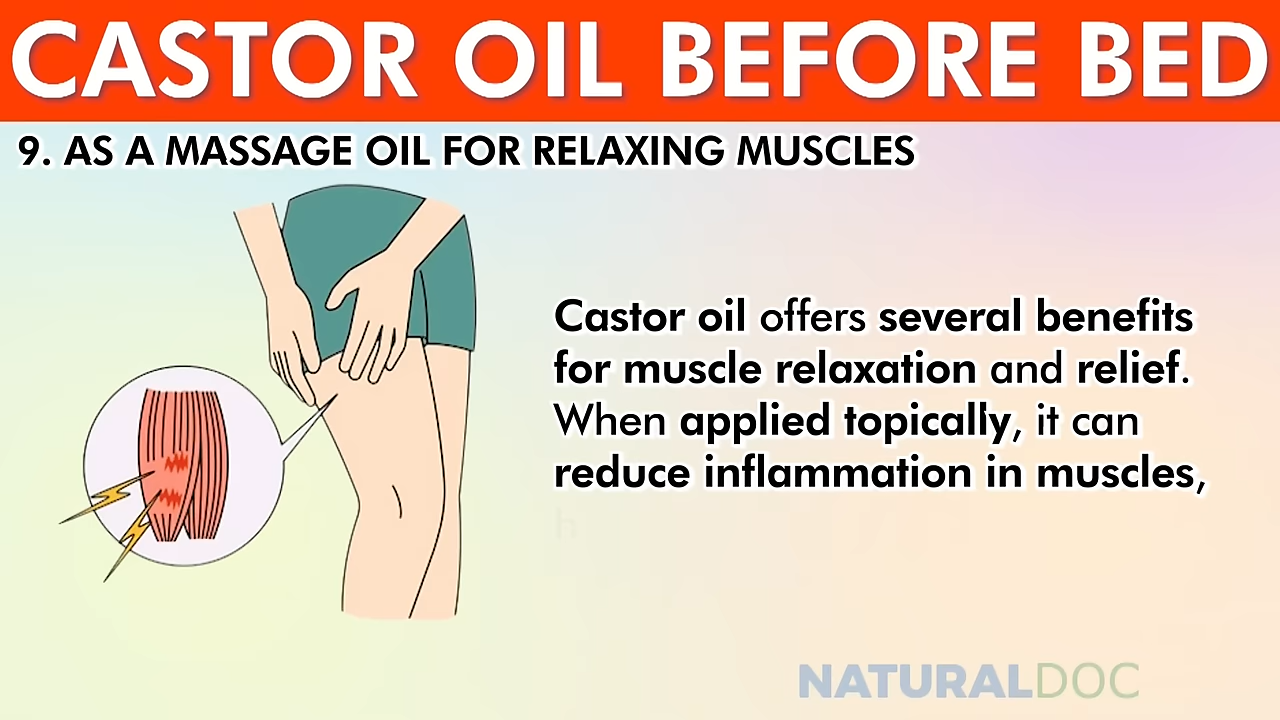 CASTOR OIL BEFORE BED
9. AS A MASSAGE OIL FOR RELAXING MUSCLES
Castor oil offers several benefits
for muscle relaxation and relief.
When applied topically, it can
reduce inflammation in muscles,
h
NATURALDOC